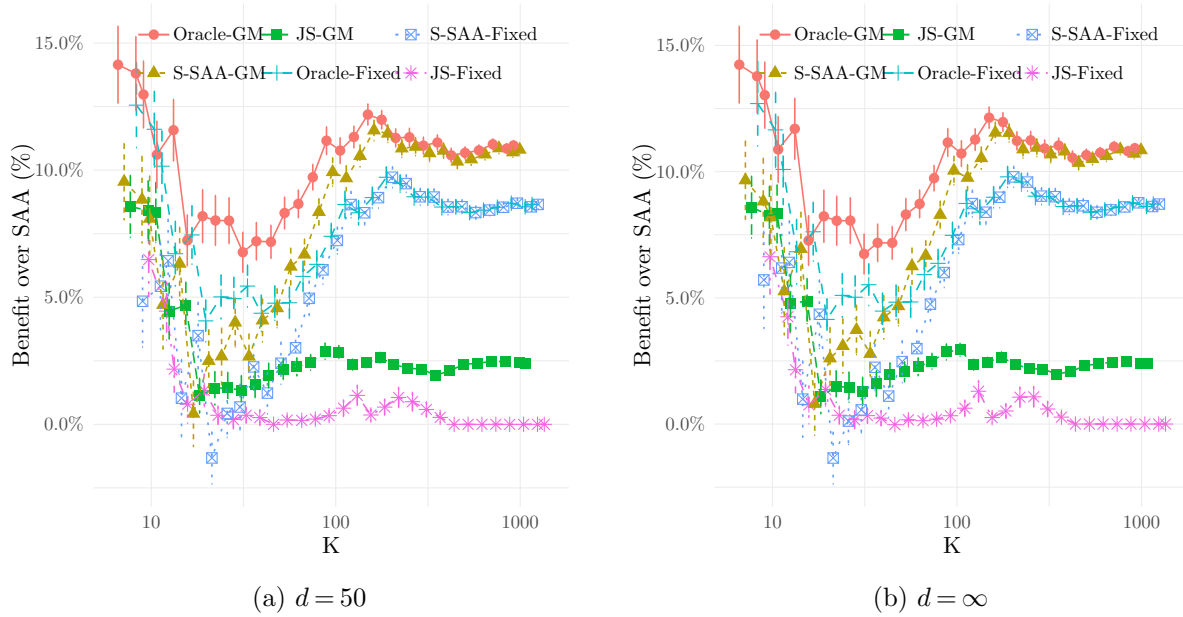 Benefit over SAA (%)
15.0%
10.0%
5.0%
0.0%
Oracle-GM JS-GM S-SAA-Fixed
S-SAA-GM Oracle-Fixed JS-Fixed
10 100 1000
K
(a) d = 50
Benefit over SAA (%)
15.0%
10.0%
5.0%
0.0%
Oracle-GM JS-GM S-SAA-Fixed
S-SAA-GM Oracle-Fixed JS-Fixed
10 100 1000
K
(b) d = ∞